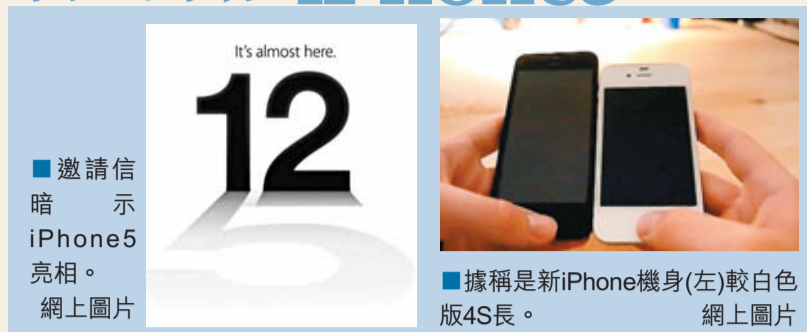 It's almost here.
12
5
■邀請信
暗示
iPhone5
亮相。
網上圖片
■據稱是新iPhone機身(左)較白色
版4S長。 網上圖片